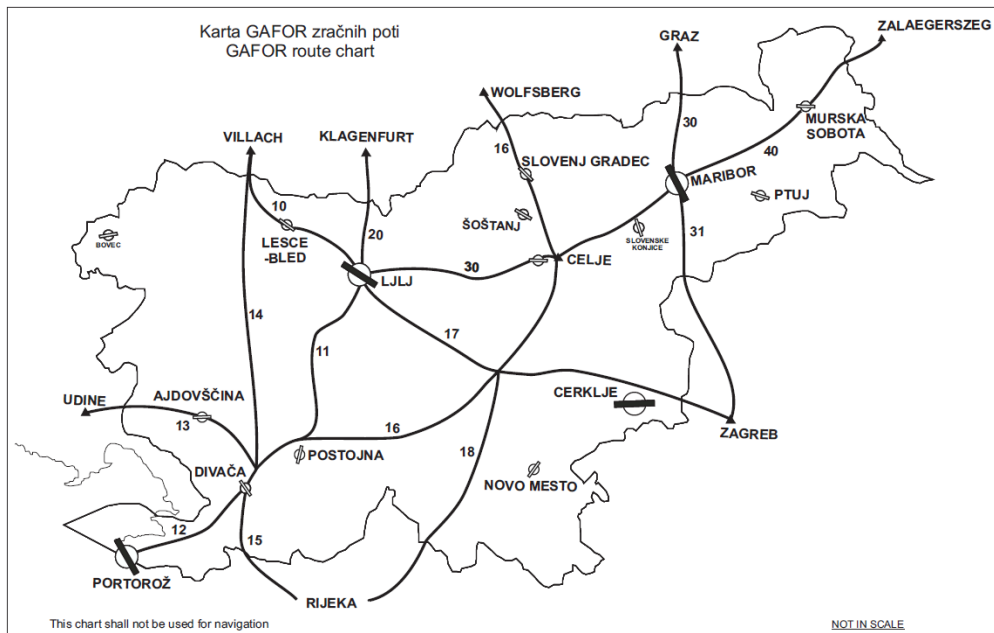 Karta GAFOR zračnih poti
GAFOR route chart
ZALAEGERSZEG
GRAZ
WOLFSBERG
VILLACH
KLAGENFURT
30
MURSKA
SOBOTA
16
40
SLOVENJ GRADEC
MARIBOR
PTUJ
10
ŠOŠTANJ
BOVEC
LESCE
-BLED
20
SLOVENSKE
KONJICE
31
30
CELJE
LJLJ
14
17
11
AJDOVŠČINA
CERKLJE
UDINE
13
16
ZAGREB
18
POSTOJNA
DIVAČA
NOVO MESTO
12
15
PORTOROŽ
RIJEKA
This chart shall not be used for navigation
NOT IN SCALE